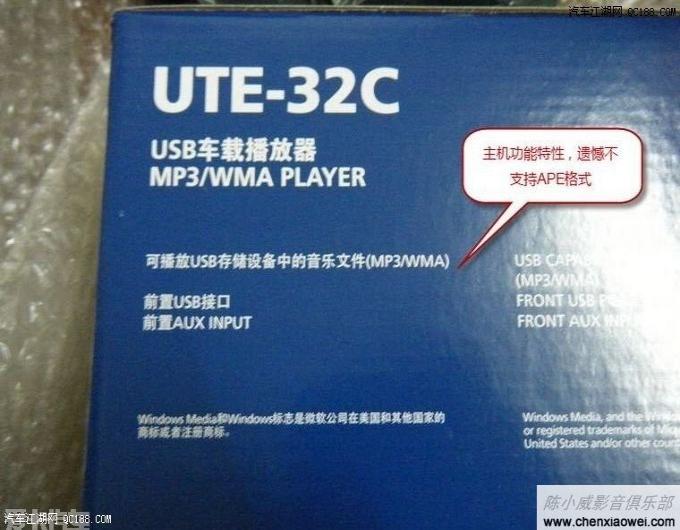 汽车江湖网 QC188.COM
UTE-32C
USB车载播放器
MP3/WMA PLAYER
主机功能特性，遗憾不
支持APE格式
可播放USB存储设备中的音乐文件(MP3/WMA)
前置USB接口
前置AUX INPUT
USB
(MP3/WMA)
FRONT USB
FRONT AUX
Windows Media和Windows标志是微软公司在美国和其他国家的
商标或者注册商标。
Windows Media, and the
or registered trademarks of
United States and/or other
陈小威影音俱乐部
www.chenxiaowei.com
汽车江湖网 QC188.COM